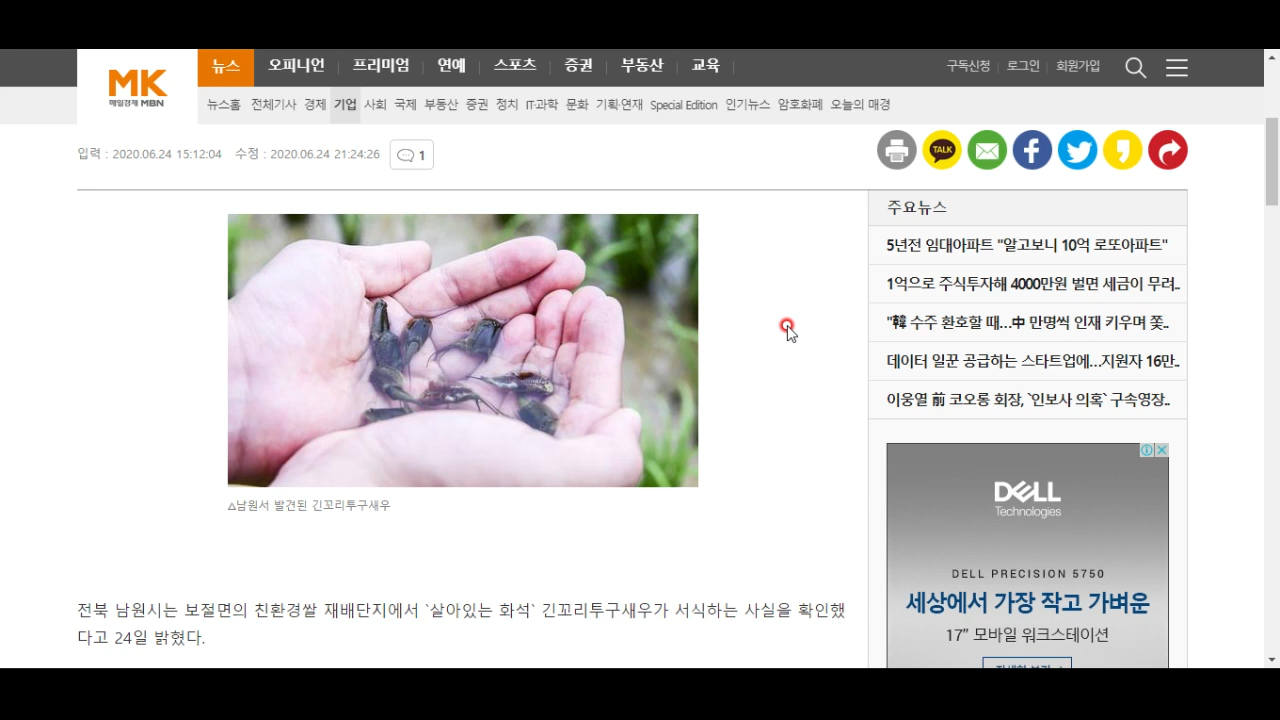 MK
매일경제 MBN
뉴스 오피니언 프리미엄 연예 스포츠 증권 부동산 교육
구독신청 로그인 회원가입
뉴스홈 전체기사 경제 기업 사회 국제 부동산 증권 정치 IT·과학 문화 기획·연재 Special Edition 인기뉴스 암호화폐 오늘의 매경
입력 : 2020.06.24 15:12:04 수정 : 2020.06.24 21:24:26 1
TALK
△남원서 발견된 긴꼬리투구새우
전북 남원시는 보절면의 친환경쌀 재배단지에서 `살아있는 화석` 긴꼬리투구새우가 서식하는 사실을 확인했
다고 24일 밝혔다.
주요뉴스
5년전 임대아파트 "알고보니 10억 로또아파트"
1억으로 주식투자해 4000만원 벌면 세금이 무려..
"韓 수주 환호할 때…中 만명씩 인재 키우며 쫓..
데이터 일꾼 공급하는 스타트업에…지원자 16만..
이웅열 前 코오롱 회장, `인보사 의혹` 구속영장..
DELL
Technologies
DELL PRECISION 5750
세상에서 가장 작고 가벼운
17” 모바일 워크스테이션